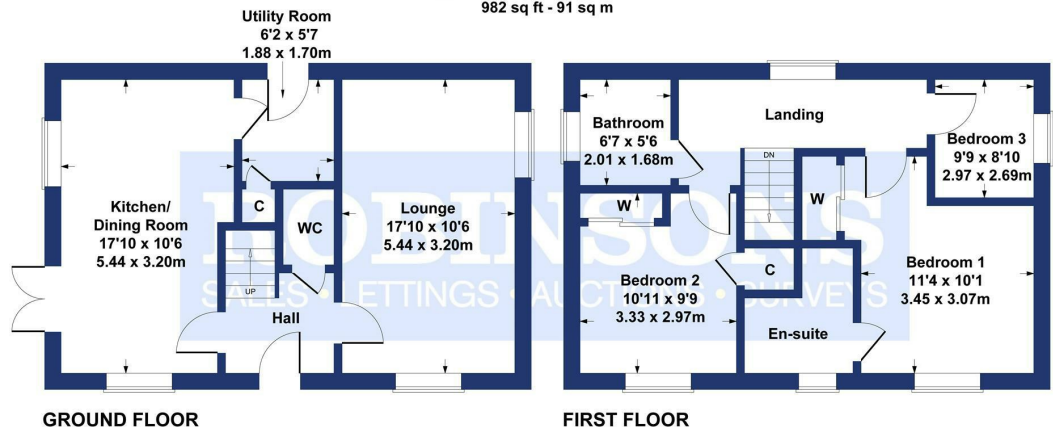 982 sq ft - 91 sq m
Utility Room
6'2 x 5'7
1.88 x 1.70m
Kitchen/
Dining Room
17'10 x 10'6
5.44 x 3.20m
C
WC
UP
Hall
Lounge
17'10 x 10'6
5.44 x 3.20m
Bathroom
6'7 x 5'6
2.01 x 1.68m
Landing
DN
Bedroom 3
9'9 x 8'10
2.97 x 2.69m
W
W
C
Bedroom 2
10'11 x 9'9
3.33 x 2.97m
En-suite
Bedroom 1
11'4 x 10'1
3.45 x 3.07m
ROBINSONS
SALES • LETTINGS • AUCTIONS • SURVEYS
GROUND FLOOR
FIRST FLOOR